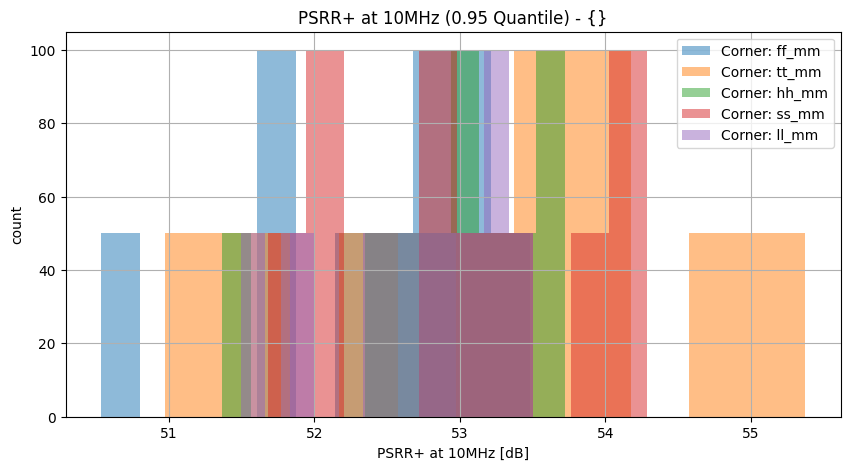 PSRR+ at 10MHz (0.95 Quantile) - {}
Corner: ff_mm
Corner: tt_mm
Corner: hh_mm
Corner: ss_mm
Corner: ll_mm
count
100
80
60
40
20
0
51
52
53
54
55
PSRR+ at 10MHz [dB]